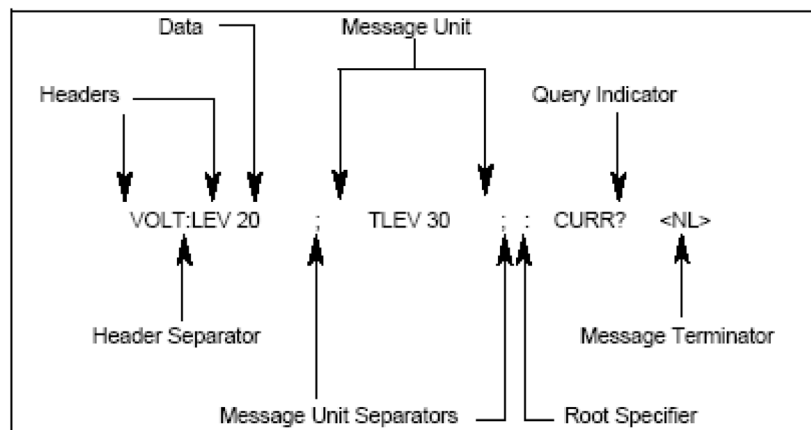 Data Message Unit
Headers Query Indicator
VOLT:LEV 20 ; TLEV 30 ; : CURR? <NL>
Header Separator Message Terminator
Message Unit Separators Root Specifier